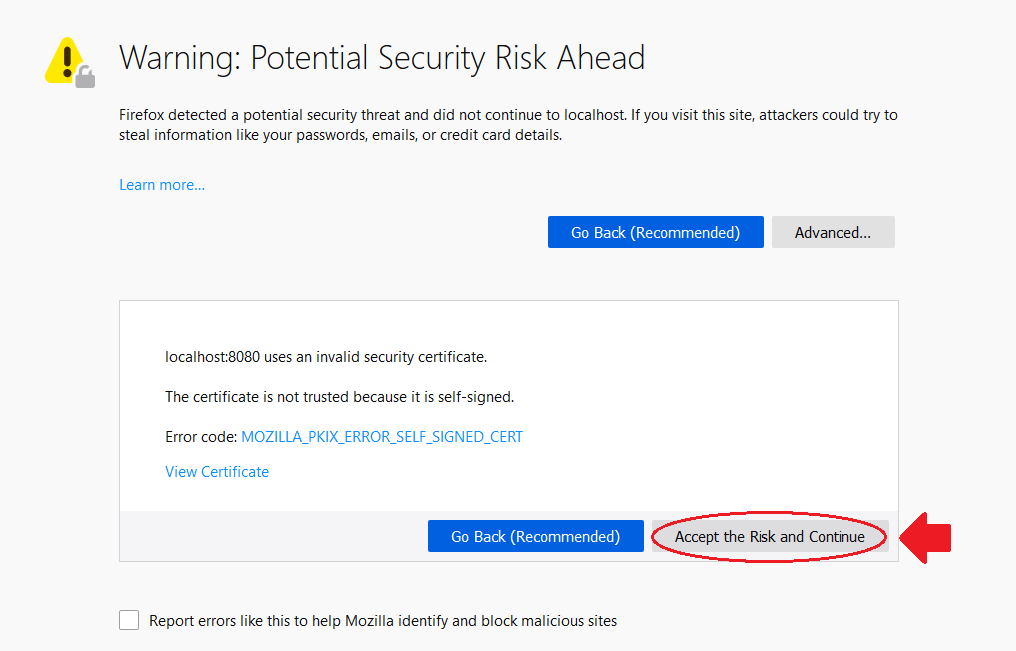 Warning: Potential Security Risk Ahead
Firefox detected a potential security threat and did not continue to localhost. If you visit this site, attackers could try to
steal information like your passwords, emails, or credit card details.
Learn more...
Go Back (Recommended)
Advanced...
localhost:8080 uses an invalid security certificate.
The certificate is not trusted because it is self-signed.
Error code: MOZILLA_PKIX_ERROR_SELF_SIGNED_CERT
View Certificate
Go Back (Recommended)
Accept the Risk and Continue
Report errors like this to help Mozilla identify and block malicious sites